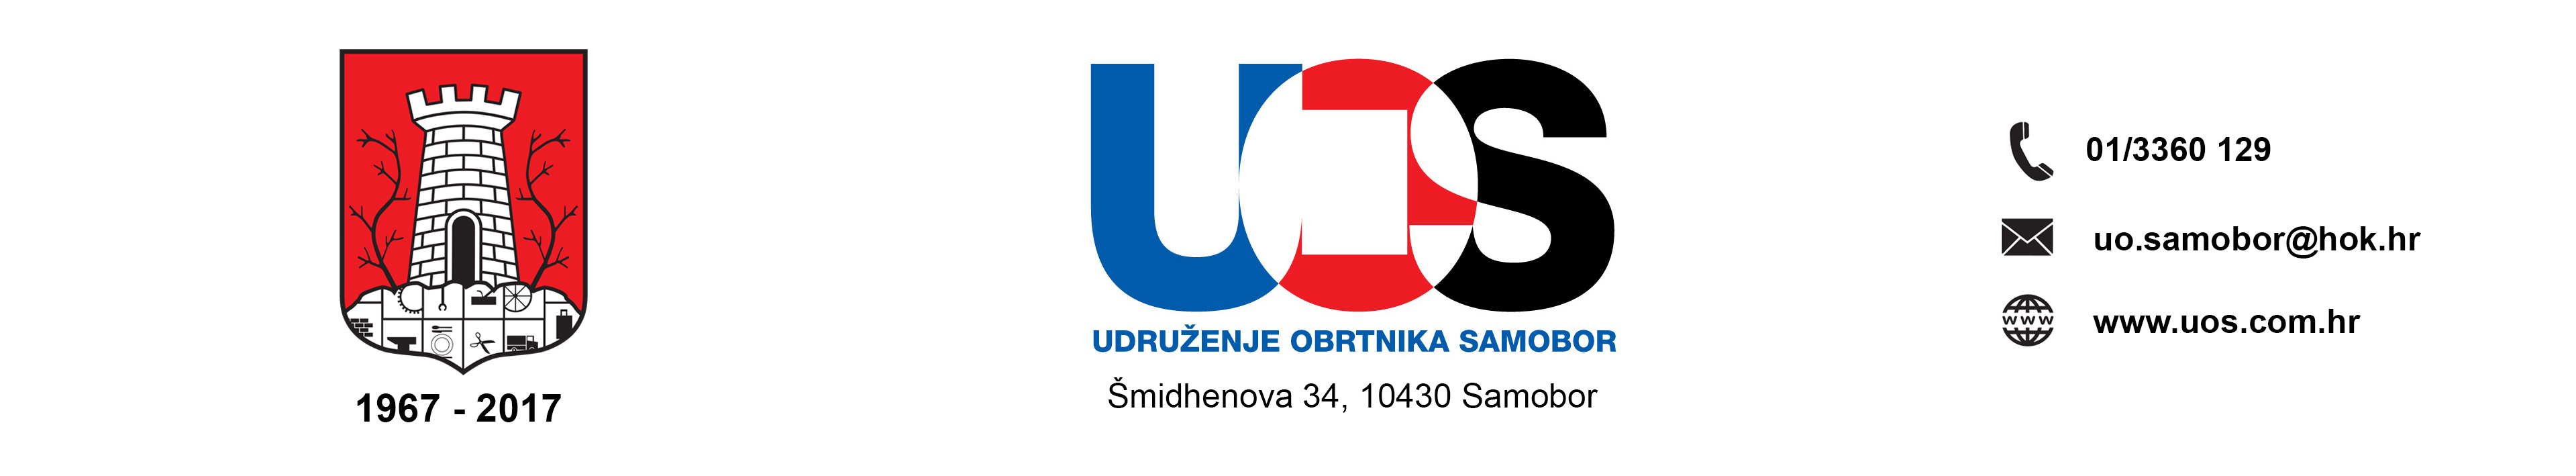 1967 - 2017
UOS
UDRUŽENJE OBRTNIKA SAMOBOR
Šmidhenova 34, 10430 Samobor
01/3360 129
uo.samobor@hok.hr
www
www.uos.com.hr